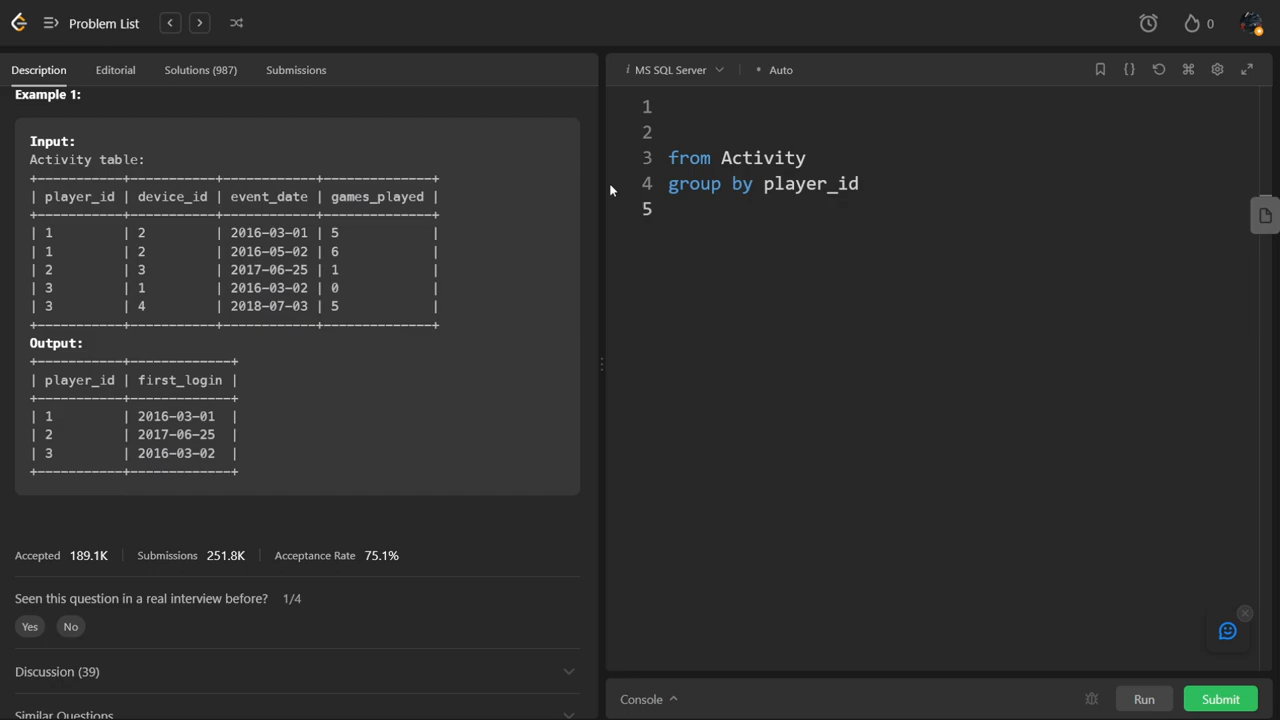 Problem List
0
Description Editorial Solutions (987) Submissions
Example 1:
Input:
Activity table:
+-----------+-----------+------------+--------------+
| player_id | device_id | event_date | games_played |
+-----------+-----------+------------+--------------+
| 1 | 2 | 2016-03-01 | 5 |
| 1 | 2 | 2016-05-02 | 6 |
| 2 | 3 | 2017-06-25 | 1 |
| 3 | 1 | 2016-03-02 | 0 |
| 3 | 4 | 2018-07-03 | 5 |
+-----------+-----------+------------+--------------+
Output:
+-----------+-------------+
| player_id | first_login |
+-----------+-------------+
| 1 | 2016-03-01 |
| 2 | 2017-06-25 |
| 3 | 2016-03-02 |
+-----------+-------------+
Accepted 189.1K Submissions 251.8K Acceptance Rate 75.1%
Seen this question in a real interview before? 1/4
Yes No
Discussion (39)
Similar Questions
i MS SQL Server • Auto
1
2
3 from Activity
4 group by player_id
5
Console Run Submit